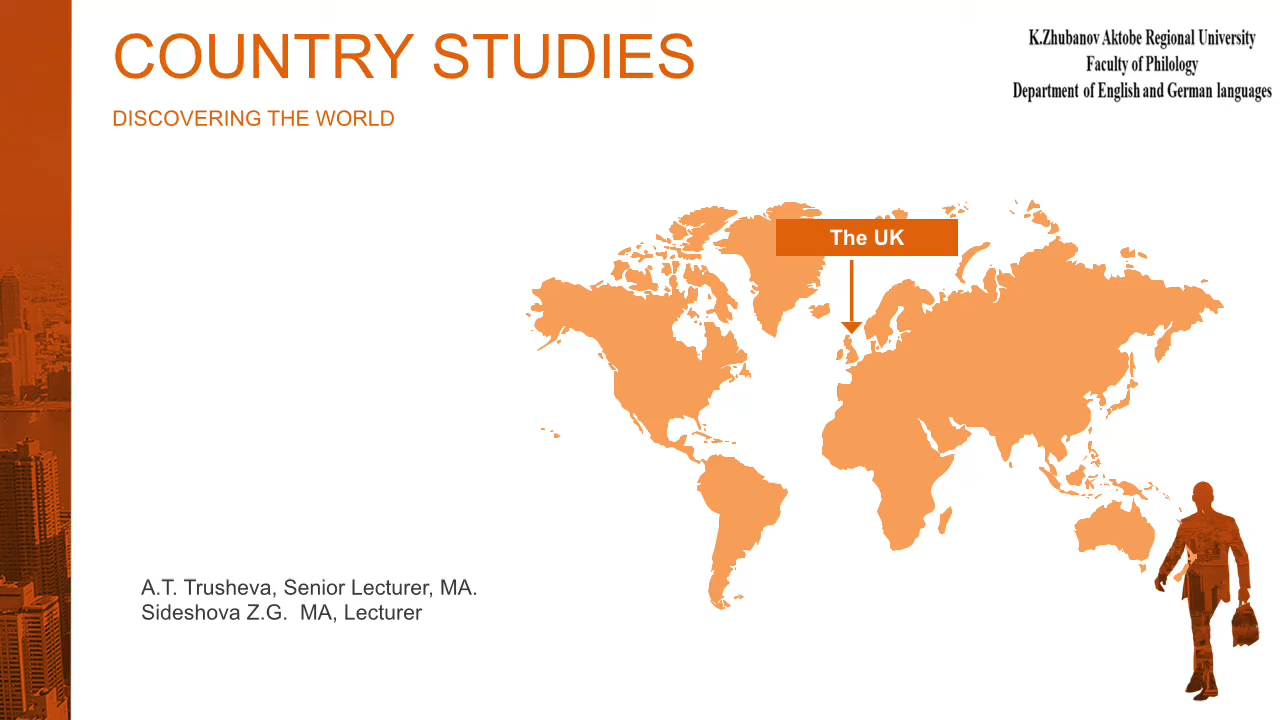 COUNTRY STUDIES
DISCOVERING THE WORLD
K.Zhubanov Aktobe Regional University
Faculty of Philology
Department of English and German languages
The UK
A.T. Trusheva, Senior Lecturer, MA.
Sideshova Z.G.  MA, Lecturer